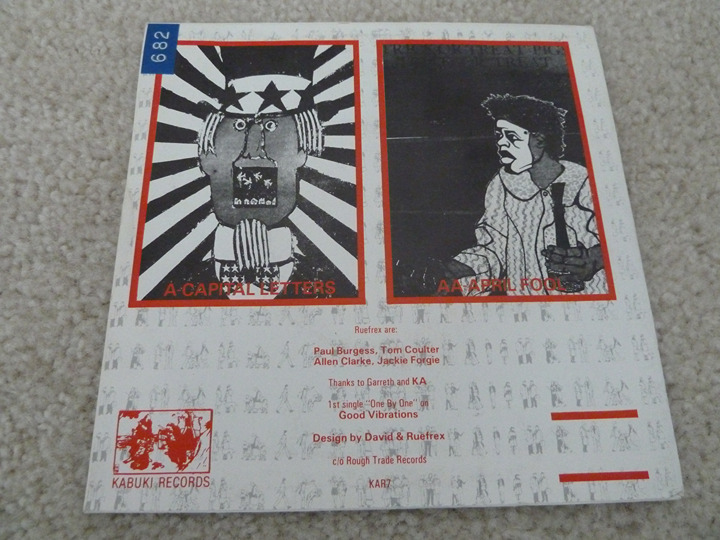 682
A-CAPITAL LETTERS
AA-APRIL FOOL
Ruefrex are:
Paul Burgess, Tom Coulter
Allen Clarke, Jackie Forgie
Thanks to Garreth and KA
1st single "One By One" on
Good Vibrations
Design by David & Ruefrex
c/o Rough Trade Records
KAR7
KABUKI RECORDS